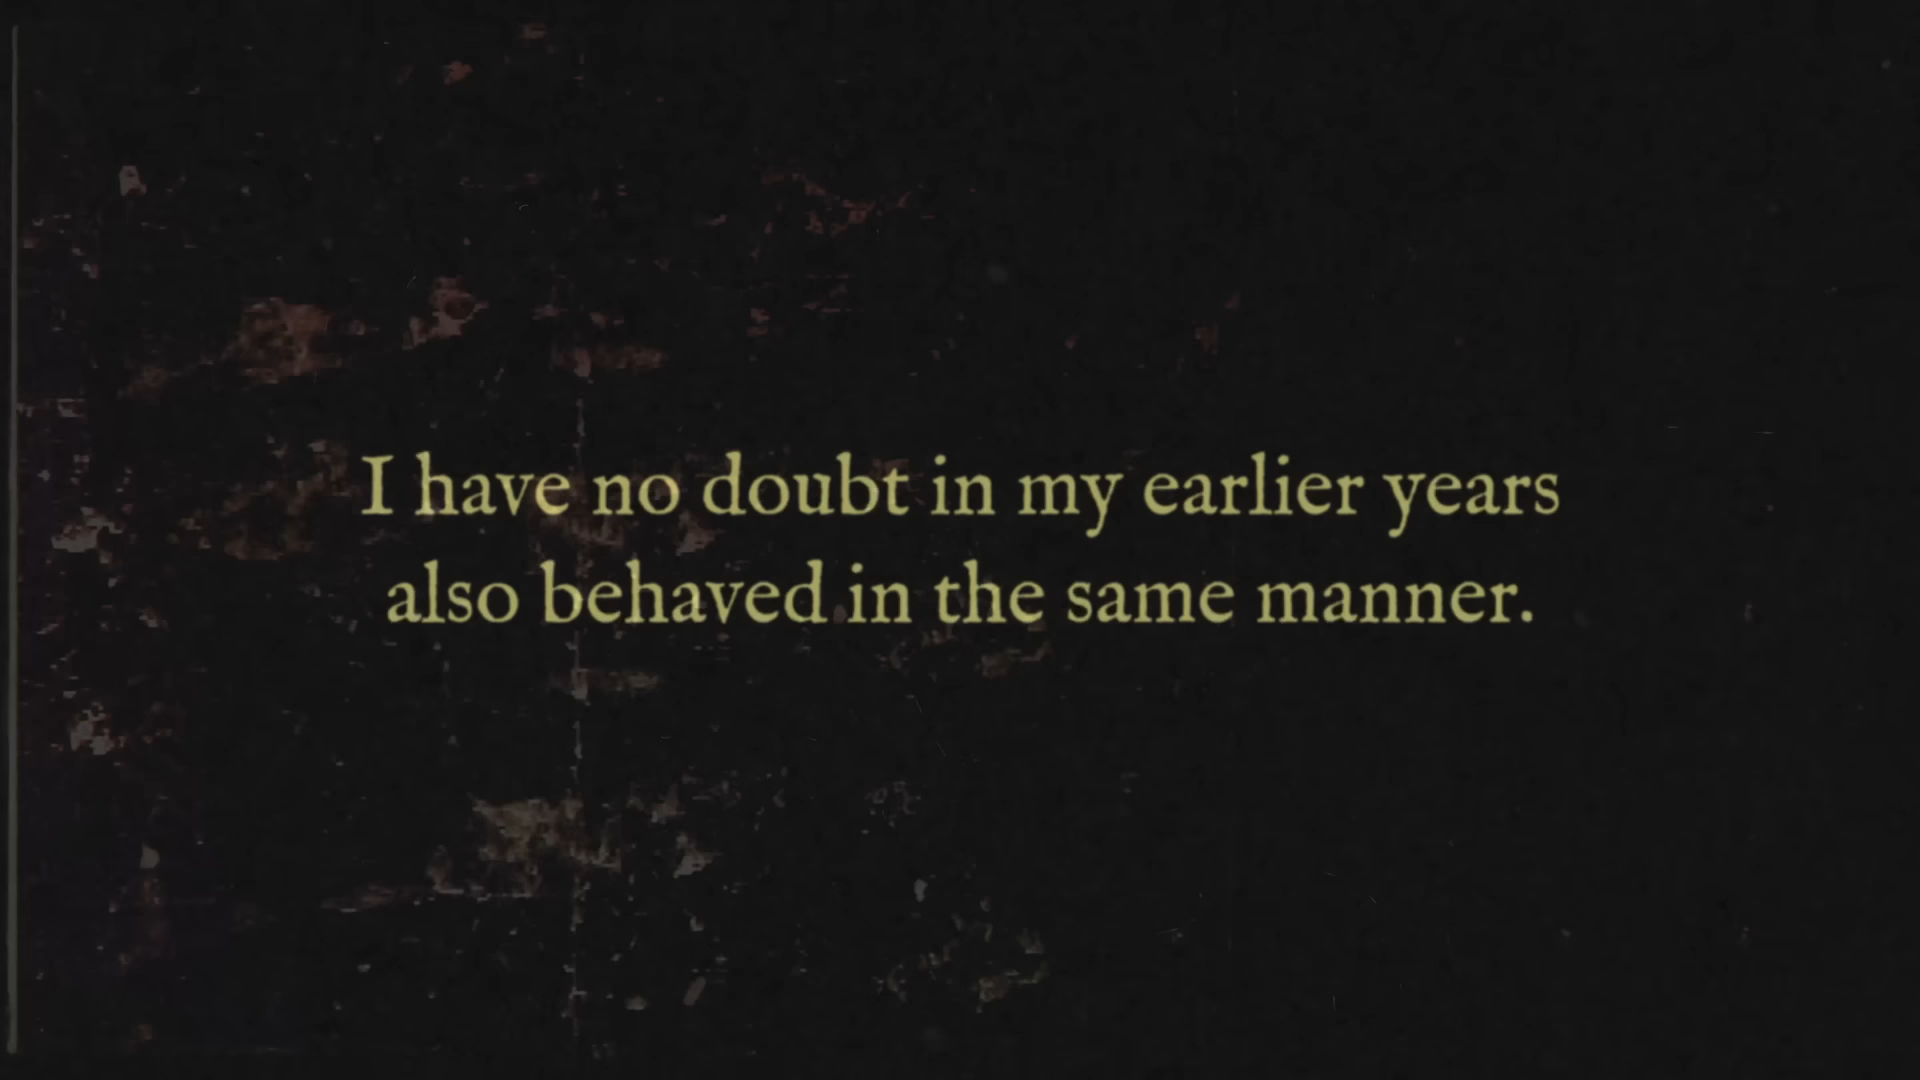 I have no doubt in my earlier years
also behaved in the same manner.